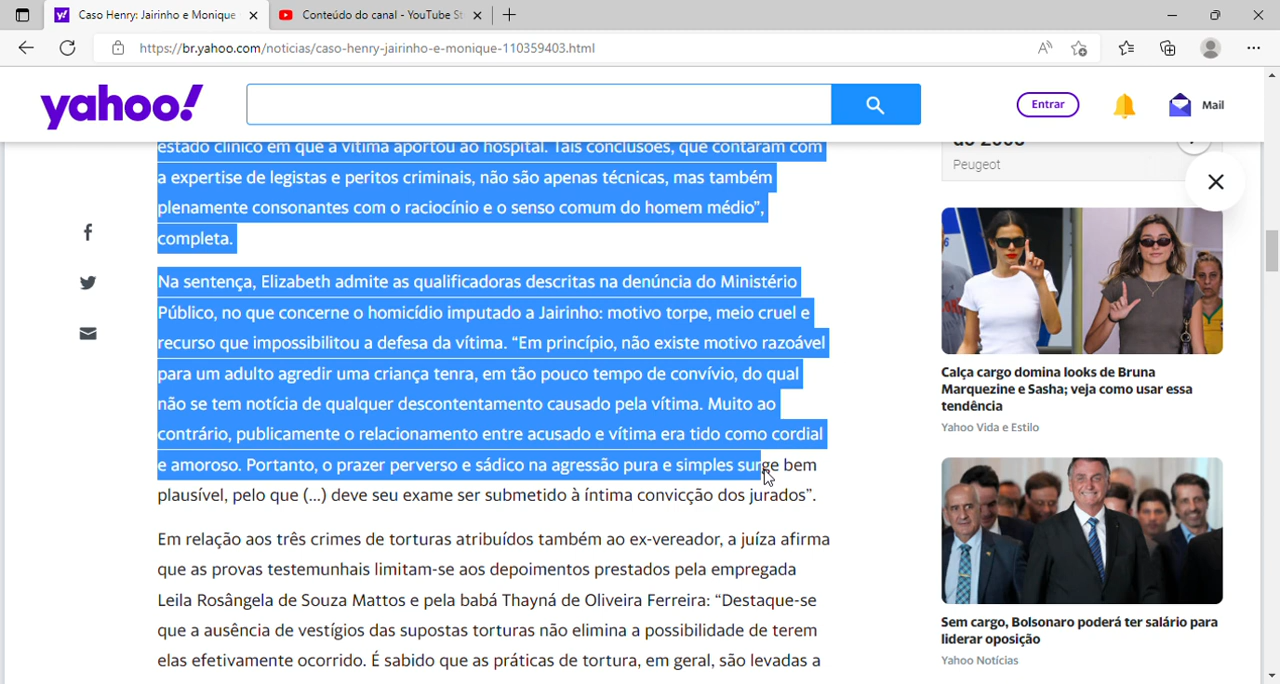 Caso Henry: Jairinho e Monique
Conteúdo do canal - YouTube St
https://br.yahoo.com/noticias/caso-henry-jairinho-e-monique-110359403.html
yahoo!
Entrar
Mail
estado clínico em que a vítima aportou ao hospital. Tais conclusões, que contaram com
a expertise de legistas e peritos criminais, não são apenas técnicas, mas também
plenamente consonantes com o raciocínio e o senso comum do homem médio”,
completa.
Na sentença, Elizabeth admite as qualificadoras descritas na denúncia do Ministério
Público, no que concerne o homicídio imputado a Jairinho: motivo torpe, meio cruel e
recurso que impossibilitou a defesa da vítima. “Em princípio, não existe motivo razoável
para um adulto agredir uma criança tenra, em tão pouco tempo de convívio, do qual
não se tem notícia de qualquer descontentamento causado pela vítima. Muito ao
contrário, publicamente o relacionamento entre acusado e vítima era tido como cordial
e amoroso. Portanto, o prazer perverso e sádico na agressão pura e simples surge bem
plausível, pelo que (...) deve seu exame ser submetido à íntima convicção dos jurados”.
Em relação aos três crimes de torturas atribuídos também ao ex-vereador, a juíza afirma
que as provas testemunhais limitam-se aos depoimentos prestados pela empregada
Leila Rosângela de Souza Mattos e pela babá Thayná de Oliveira Ferreira: “Destaque-se
que a ausência de vestígios das supostas torturas não elimina a possibilidade de terem
elas efetivamente ocorrido. É sabido que as práticas de tortura, em geral, são levadas a
do 2008
Peugeot
Calça cargo domina looks de Bruna
Marquezine e Sasha; veja como usar essa
tendência
Yahoo Vida e Estilo
Sem cargo, Bolsonaro poderá ter salário para
liderar oposição
Yahoo Notícias